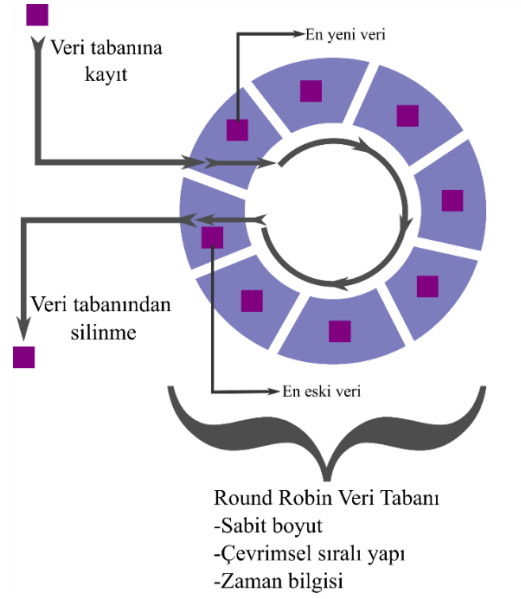 En yeni veri
Veri tabanına
kayıt
Veri tabanından
silinme
En eski veri
Round Robin Veri Tabanı
-Sabit boyut
-Çevrimsel sıralı yapı
-Zaman bilgisi